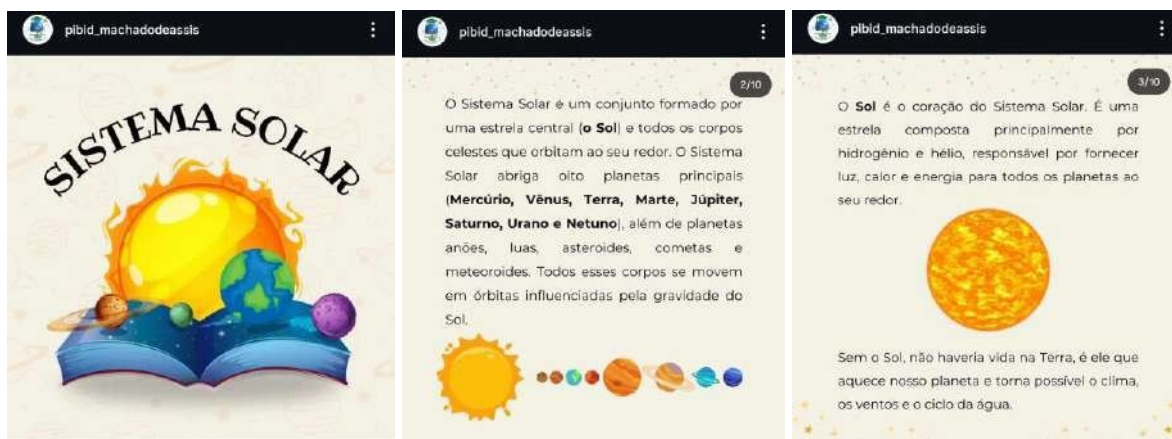 pibid_machadodeassis
SISTEMA SOLAR
pibid_machadodeassis
2/10
O Sistema Solar é um conjunto formado por
uma estrela central (o Sol) e todos os corpos
celestes que orbitam ao seu redor. O Sistema
Solar abriga oito planetas principais
(Mercúrio, Vênus, Terra, Marte, Júpiter,
Saturno, Urano e Netuno), além de planetas
anões, luas, asteroides, cometas e
meteoroides. Todos esses corpos se movem
em órbitas influenciadas pela gravidade do
Sol.
pibid_machadodeassis
3/10
O Sol é o coração do Sistema Solar. É uma
estrela composta principalmente por
hidrogênio e hélio, responsável por fornecer
luz, calor e energia para todos os planetas ao
seu redor.
Sem o Sol, não haveria vida na Terra, é ele que
aquece nosso planeta e torna possível o clima,
os ventos e o ciclo da água.